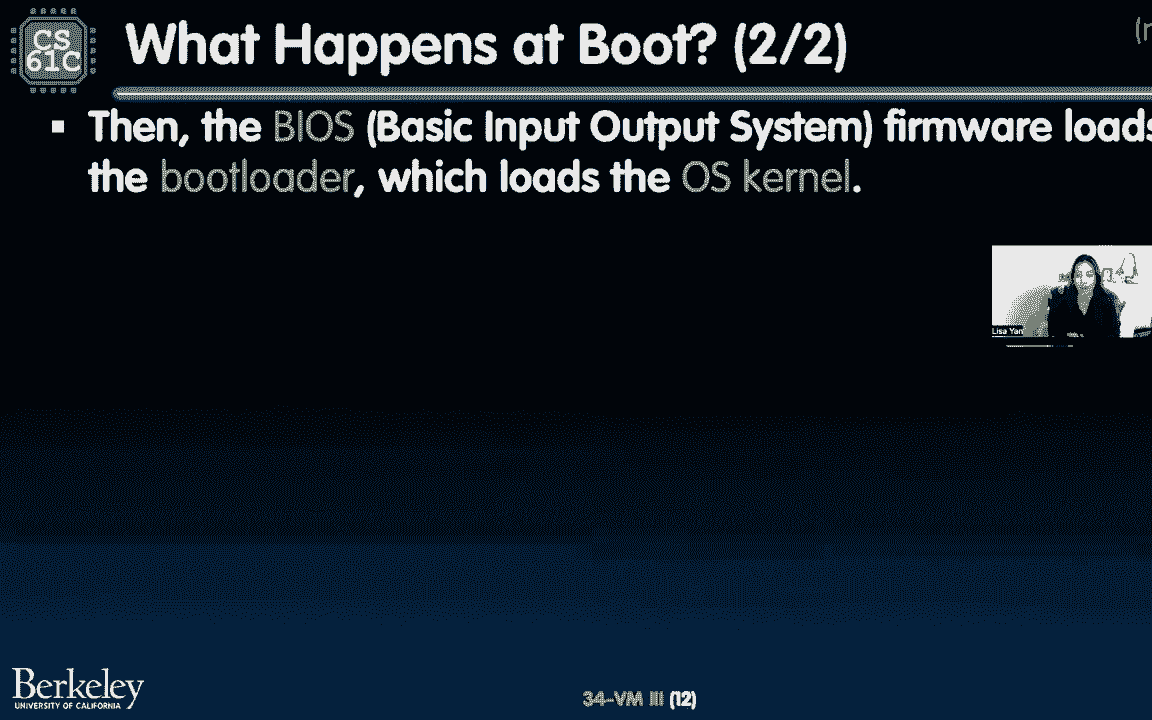 CS
61C
What Happens at Boot? (2/2)
▪ Then, the BIOS (Basic Input Output System) firmware loads
the bootloader, which loads the OS kernel.
Lisa Yan
Berkeley
UNIVERSITY OF CALIFORNIA
34-VM III (12)